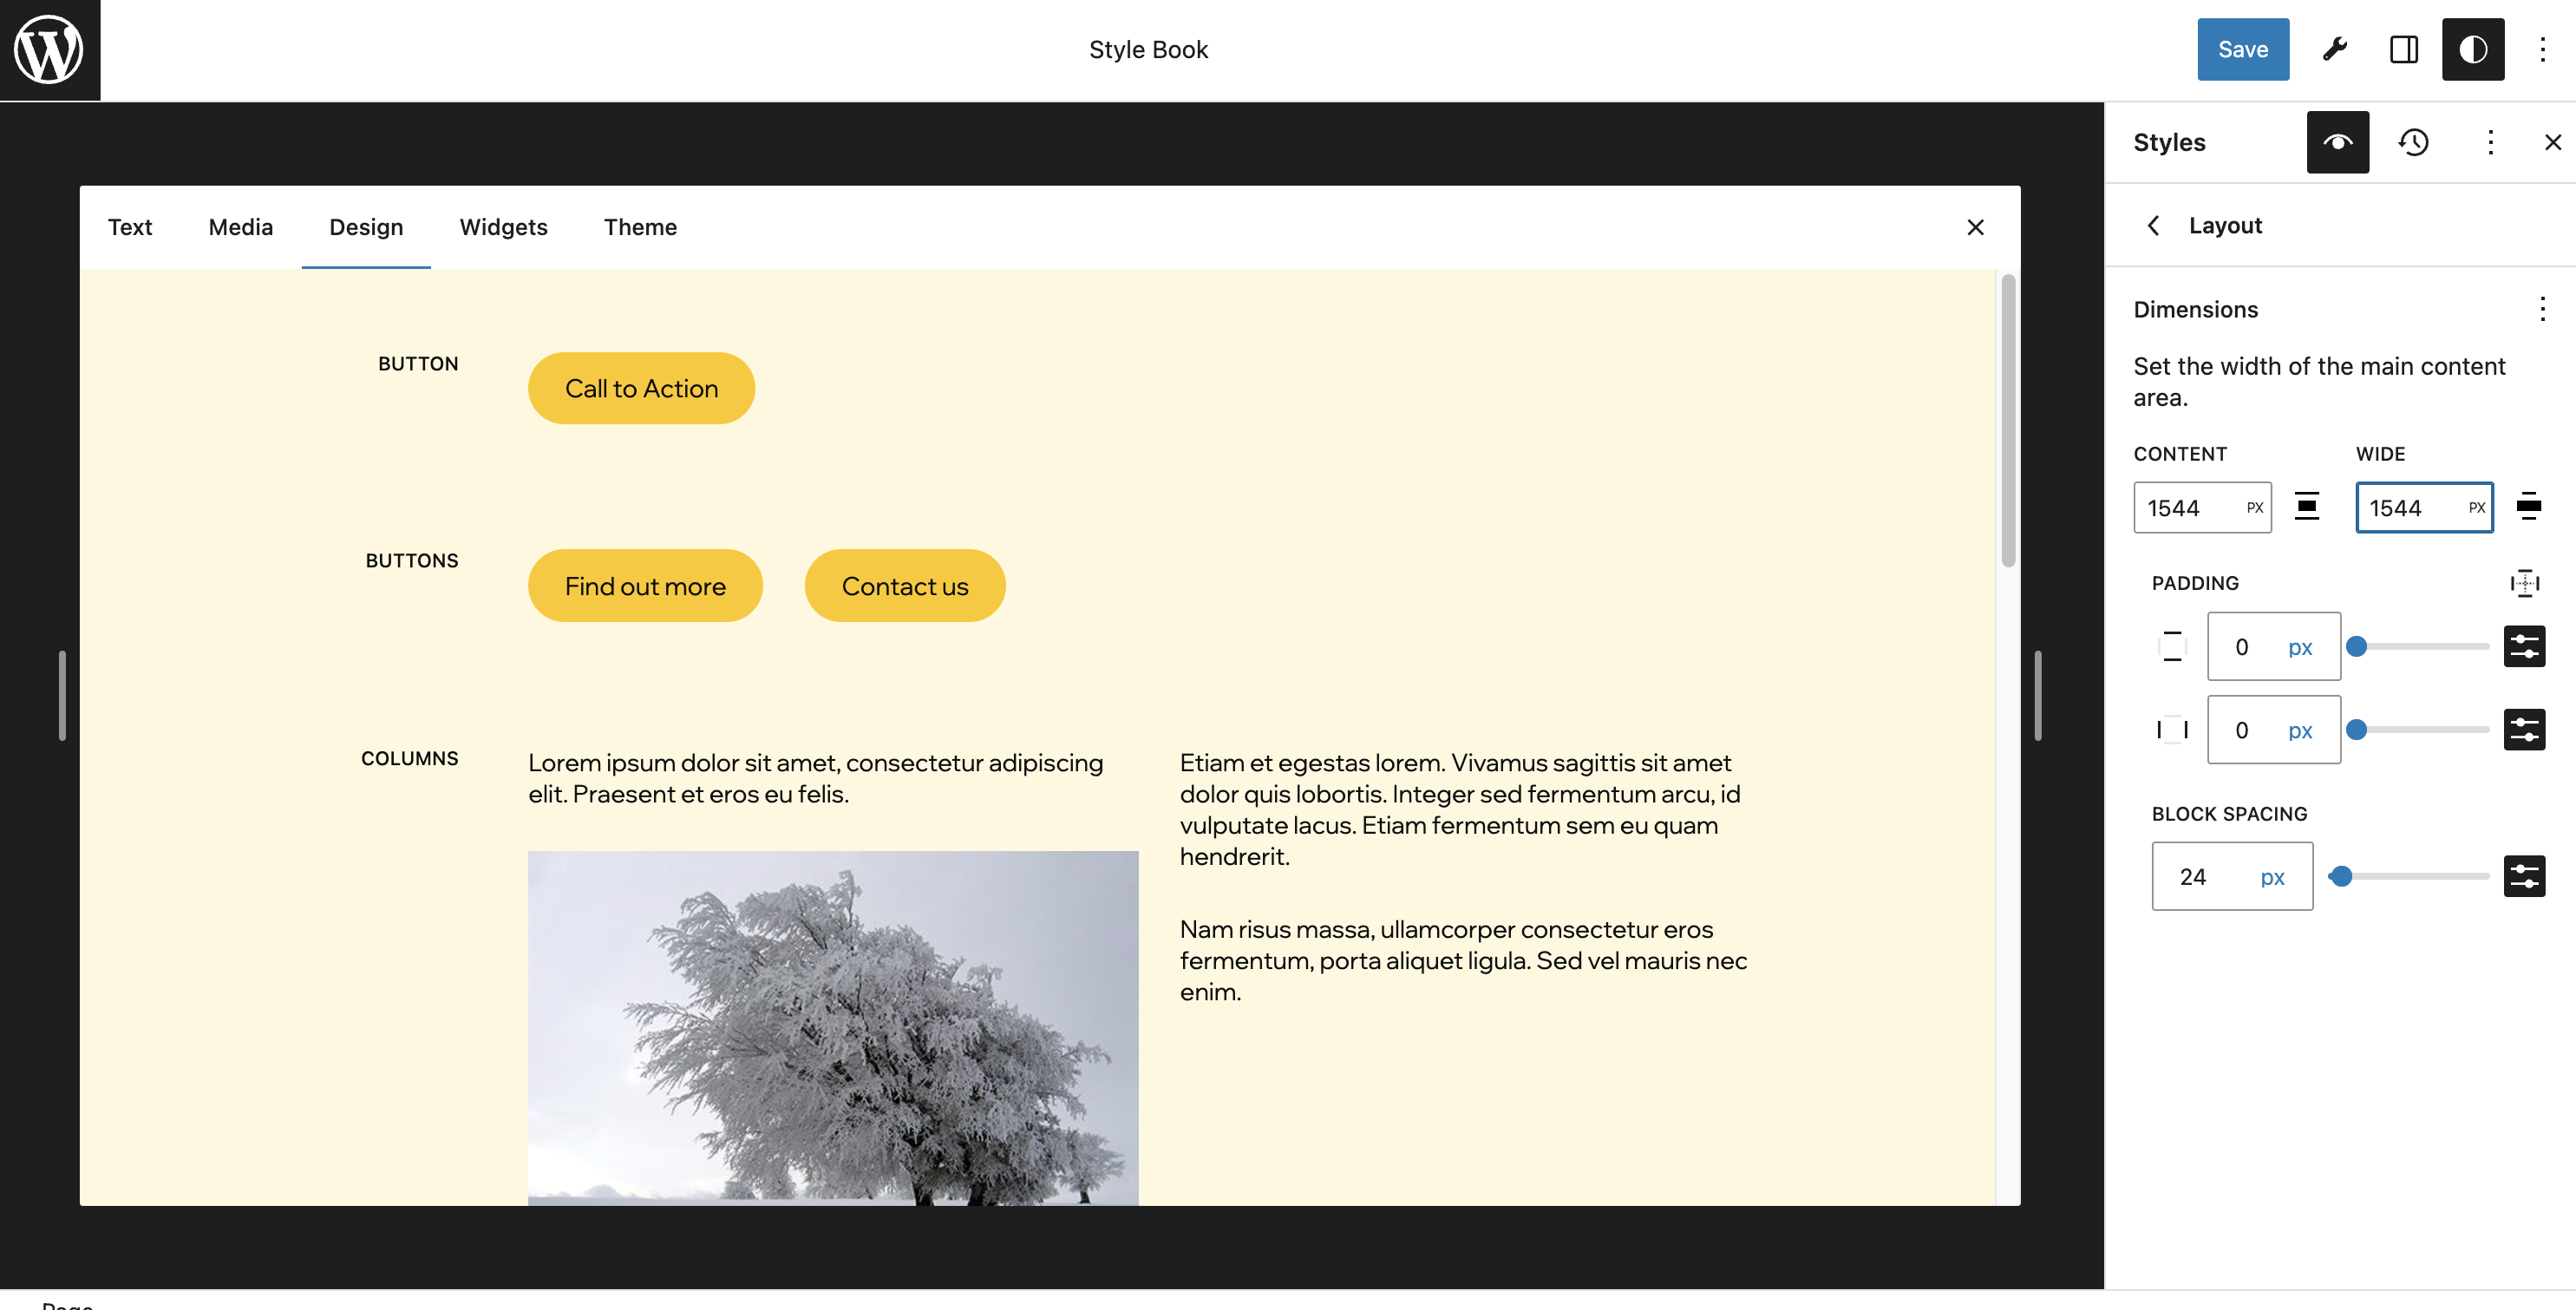 Style Book
Save
Text Media Design Widgets Theme
BUTTON
Call to Action
BUTTONS
Find out more Contact us
COLUMNS
Lorem ipsum dolor sit amet, consectetur adipiscing
elit. Praesent et eros eu felis.
Etiam et egestas lorem. Vivamus sagittis sit amet
dolor quis lobortis. Integer sed fermentum arcu, id
vulputate lacus. Etiam fermentum sem eu quam
hendrerit.
Nam risus massa, ullamcorper consectetur eros
fermentum, porta aliquet ligula. Sed vel mauris nec
enim.
Styles
Layout
Dimensions
Set the width of the main content
area.
CONTENT WIDE
1544 PX 1544 PX
PADDING
0 px
0 px
BLOCK SPACING
24 px
Page